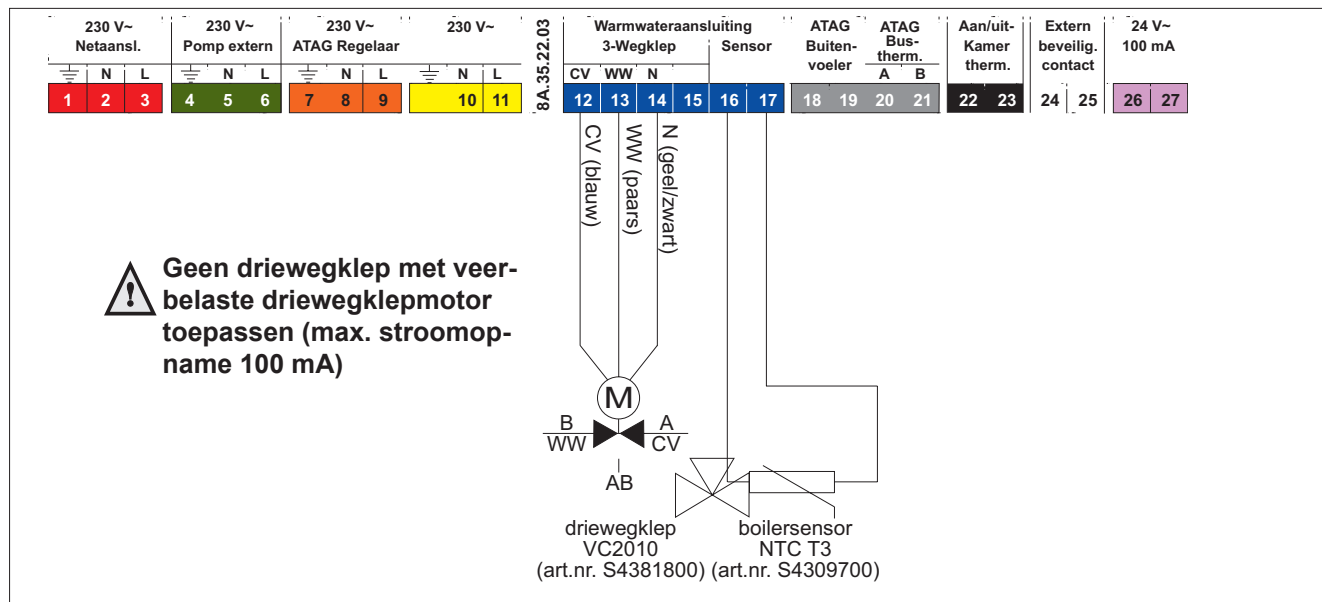 230 V~ 230 V~ 230 V~ 230 V~ Warmwateraansluiting ATAG ATAG Aan/uit- Extern 24 V~
Netaansl. Pomp extern ATAG Regelaar 3-Wegklep Sensor Buiten- Bus- Kamer beveilig. 100 mA
voeler therm. therm. contact
N L N L N L N L CV WW N A B
1 2 3 4 5 6 7 8 9 10 11 12 13 14 15 16 17 18 19 20 21 22 23 24 25 26 27
8A.35.22.03
CV (blauw)
WW (paars)
N (geel/zwart)
Geen driewegklep met veer-
belaste driewegklepmotor
toepassen (max. stroomop-
name 100 mA)
!
M
B A
WW CV
AB
driewegklep boilersensor
VC2010 NTC T3
(art.nr. S4381800) (art.nr. S4309700)